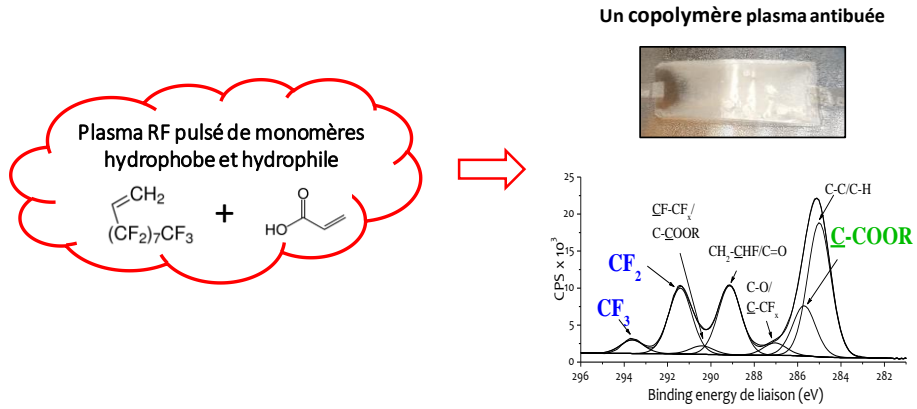 Un copolymère plasma antibuée
Plasma RF pulsé de monomères
hydrophobe et hydrophile
CH2
(CF2)7CF3
+
O
HO
CPS x 10³
25
20
15
10
5
0
CF3
CF2
CF-CFx/
C-COOR
CH2-CHF/C=O
C-O/
C-CFx
C-C/C-H
C-COOR
296 294 292 290 288 286 284 282
Binding energy de liaison (eV)